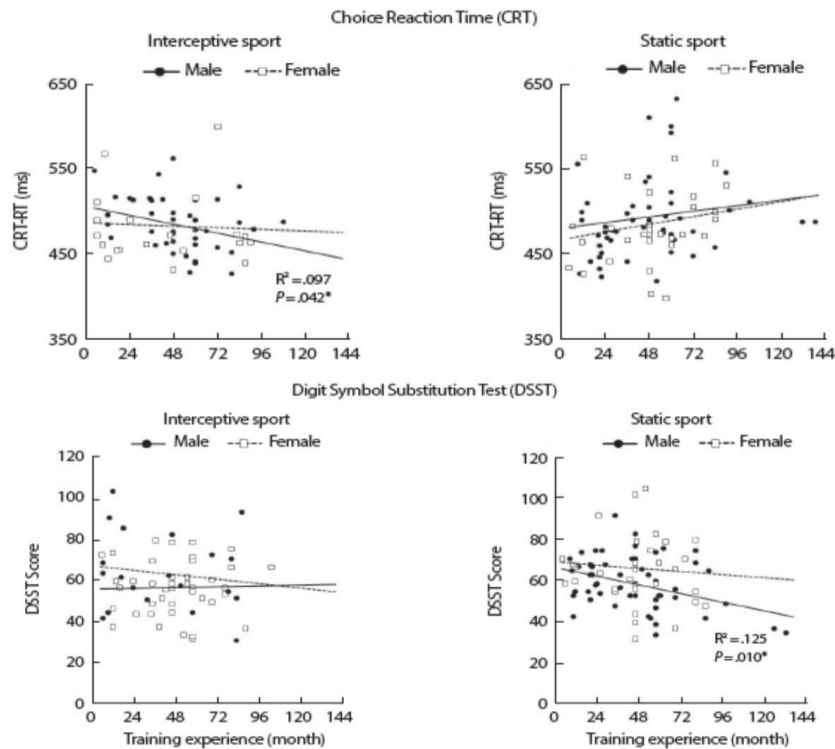 Choice Reaction Time (CRT)
Interceptive sport
Male Female
650
550
450
350
CRT-RT (ms)
R² =.097
P =.042*
0 24 48 72 96 120 144
Static sport
Male Female
650
550
450
350
CRT-RT (ms)
0 24 48 72 96 120 144
Digit Symbol Substitution Test (DSST)
Interceptive sport
Male Female
120
100
80
60
40
20
0
DSST Score
0 24 48 72 96 120 144
Training experience (month)
Static sport
Male Female
120
100
80
60
40
20
0
DSST Score
R² =.125
P =.010*
0 24 48 72 96 120 144
Training experience (month)